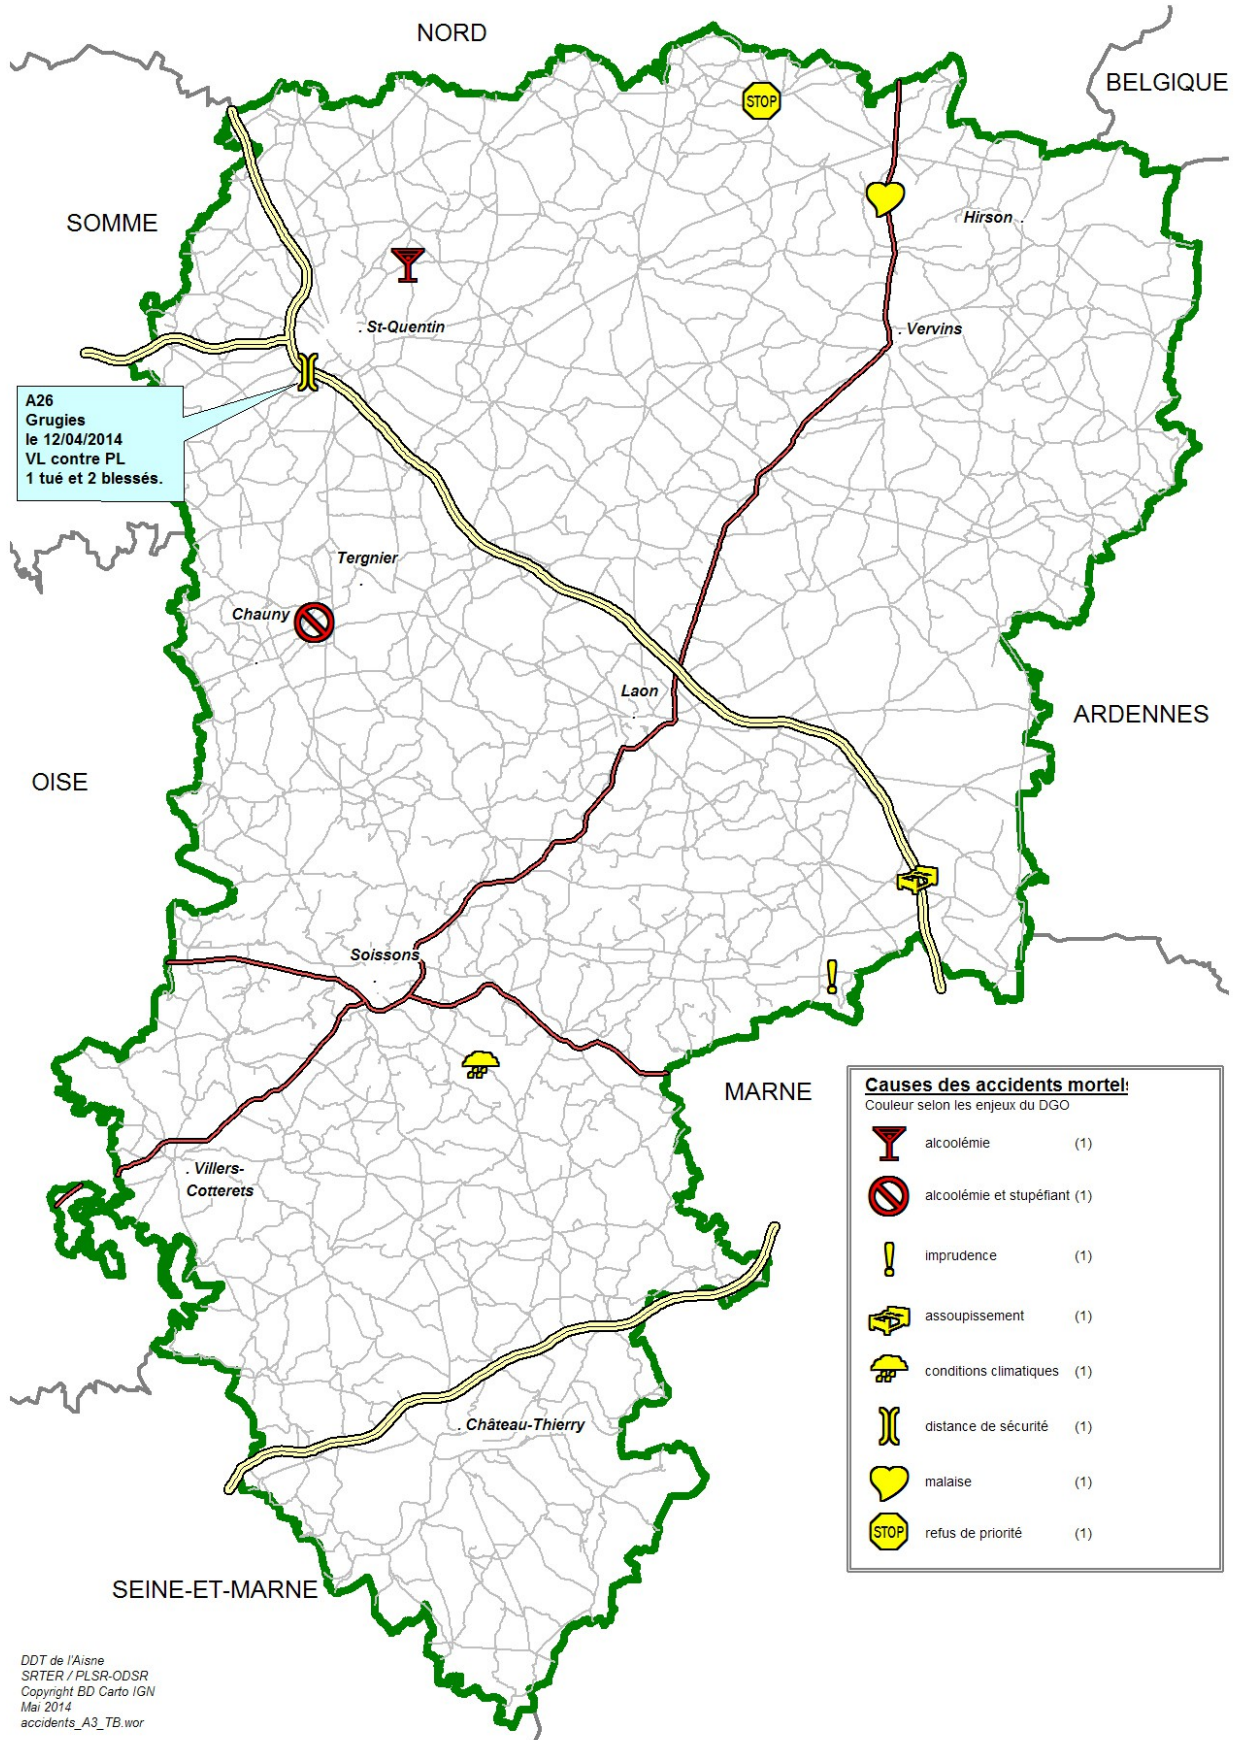 NORD
BELGIQUE
STOP
SOMME
Hirson
St-Quentin
Vervins
A26
Grugies
le 12/04/2014
VL contre PL
1 tué et 2 blessés.
Tergnier
Chauny
Laon
ARDENNES
OISE
Soissons
MARNE
Villers-
Cotterets
Château-Thierry
SEINE-ET-MARNE
Causes des accidents mortels
Couleur selon les enjeux du DGO
alcoolémie (1)
alcoolémie et stupéfiant (1)
imprudence (1)
assoupissement (1)
conditions climatiques (1)
distance de sécurité (1)
malaise (1)
STOP refus de priorité (1)
DDT de l'Aisne
SRTER / PLSR-ODSR
Copyright BD Carto IGN
Mai 2014
accidents_A3_TB.wor